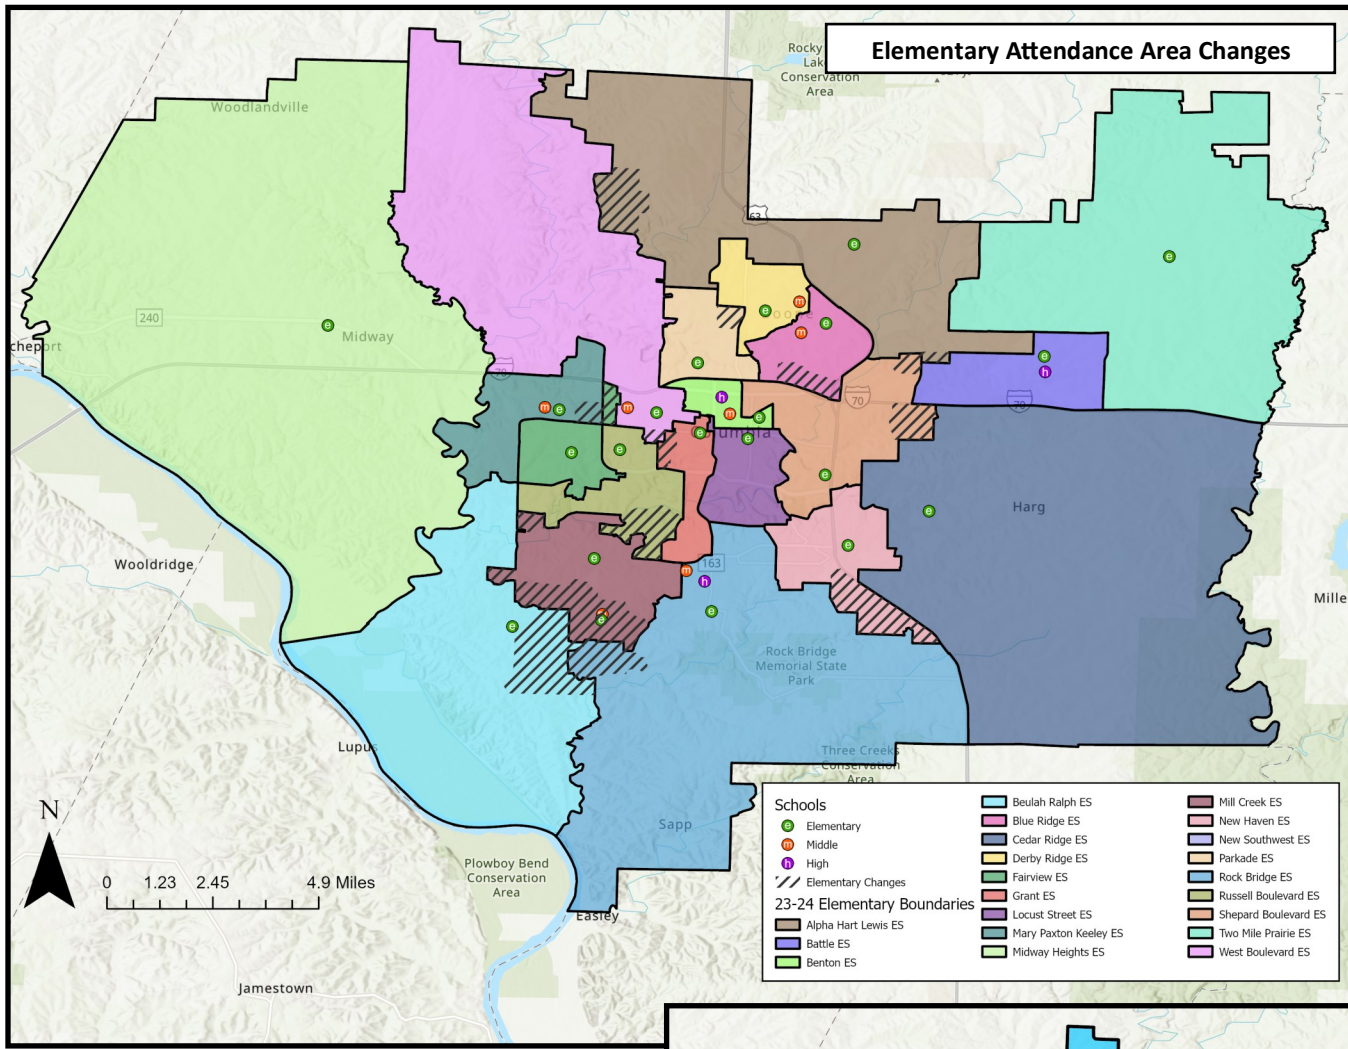 Elementary Attendance Area Changes
Rocky
Lake
Conservation
Area
Woodlandville
63
240
Midway
cheport
70
70
70
Columbia
Harg
Wooldridge
163
Mille
Rock Bridge
Memorial State
Park
Lupus
Three Creeks
Conservation
Area
Sapp
N
0 1.23 2.45 4.9 Miles
Plowboy Bend
Conservation
Area
Easley
Jamestown
Schools
e Elementary
m Middle
h High
Elementary Changes
23-24 Elementary Boundaries
Alpha Hart Lewis ES
Battle ES
Benton ES
Beulah Ralph ES
Blue Ridge ES
Cedar Ridge ES
Derby Ridge ES
Fairview ES
Grant ES
Locust Street ES
Mary Paxton Keeley ES
Midway Heights ES
Mill Creek ES
New Haven ES
New Southwest ES
Parkade ES
Rock Bridge ES
Russell Boulevard ES
Shepard Boulevard ES
Two Mile Prairie ES
West Boulevard ES